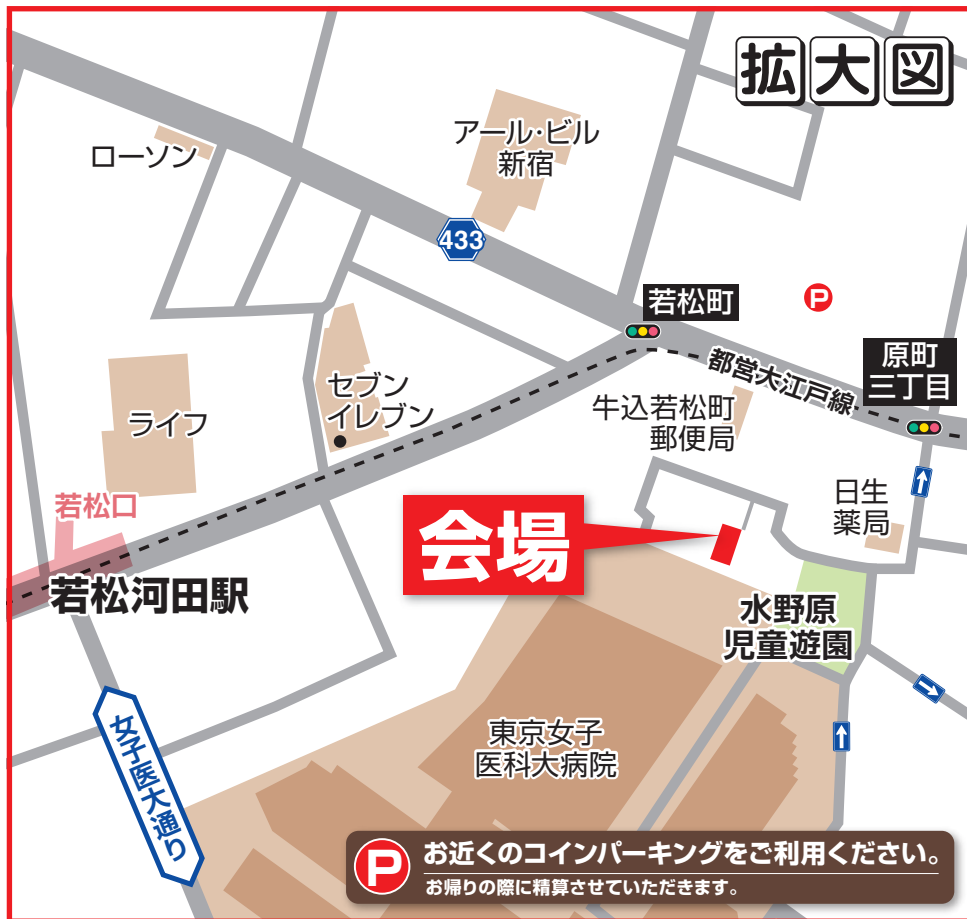 拡大図
ローソン
アール・ビル
新宿
433
若松町
P
原町
三丁目
都営大江戸線
セブン
イレブン
ライフ
牛込若松町
郵便局
日生
薬局
若松口
会場
若松河田駅
水野原
児童遊園
女子医大通り
東京女子
医科大病院
P
お近くのコインパーキングをご利用ください。
お帰りの際に精算させていただきます。